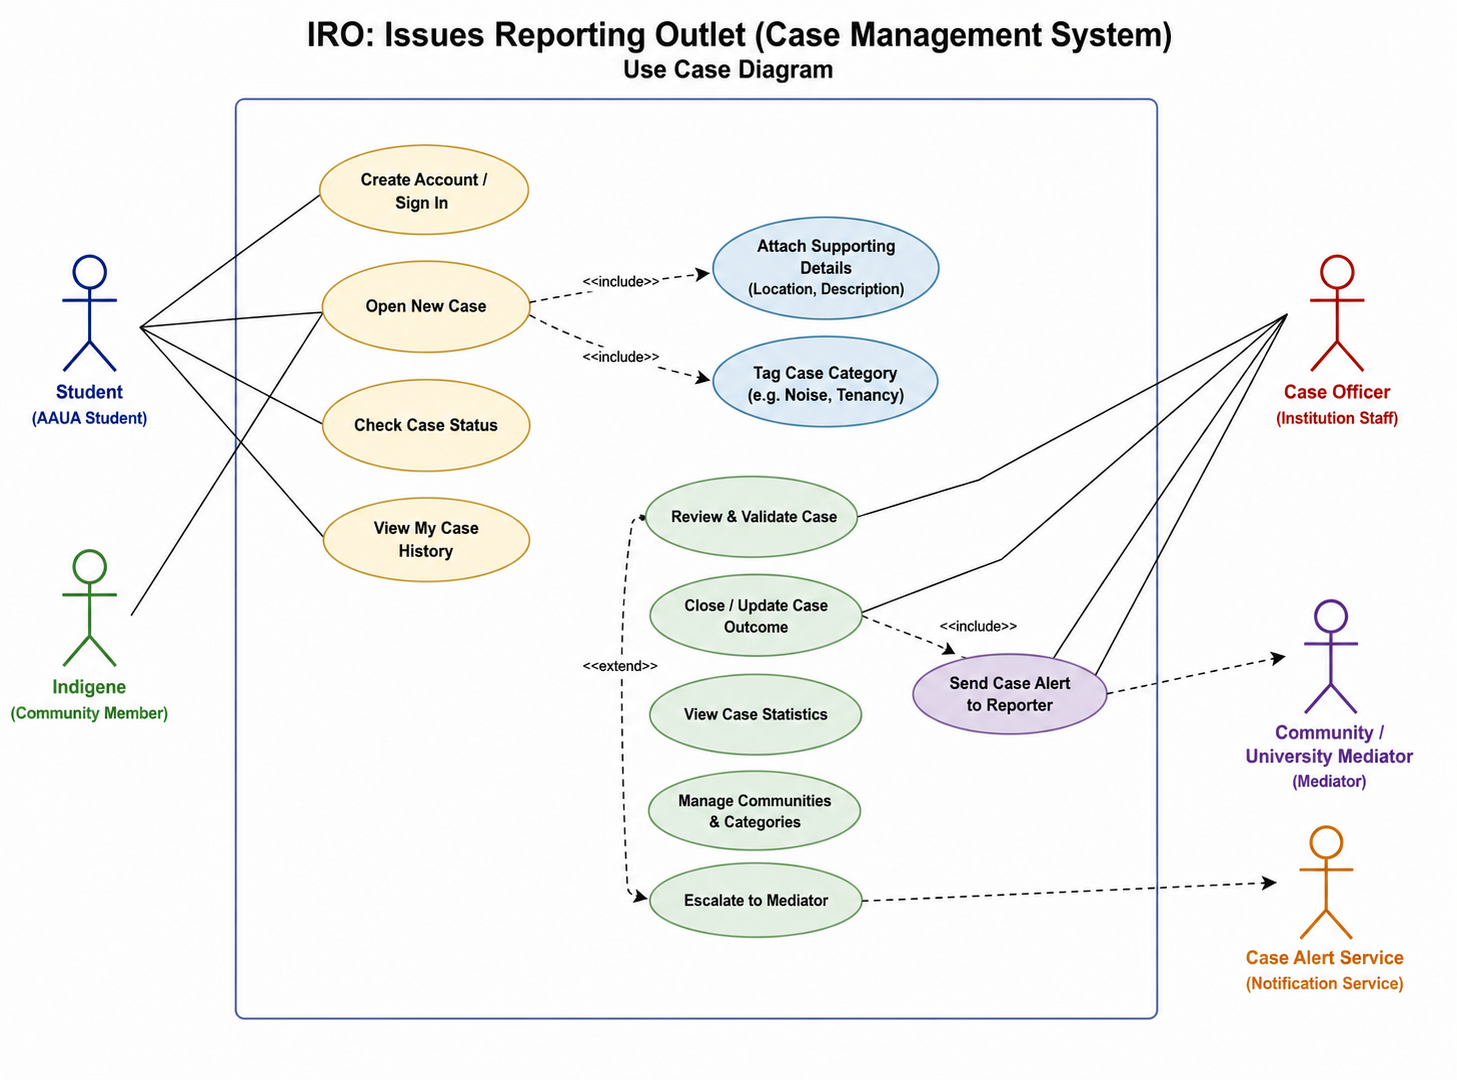 IRO: Issues Reporting Outlet (Case Management System)
Use Case Diagram
Create Account /
Sign In
Open New Case
Check Case Status
View My Case
History
<<include>>
<<include>>
Attach Supporting
Details
(Location, Description)
Tag Case Category
(e.g. Noise, Tenancy)
Student
(AAUA Student)
Indigene
(Community Member)
Case Officer
(Institution Staff)
Review & Validate Case
Close / Update Case
Outcome
<<include>>
<<extend>>
View Case Statistics
Send Case Alert
to Reporter
Manage Communities
& Categories
Escalate to Mediator
Community /
University Mediator
(Mediator)
Case Alert Service
(Notification Service)